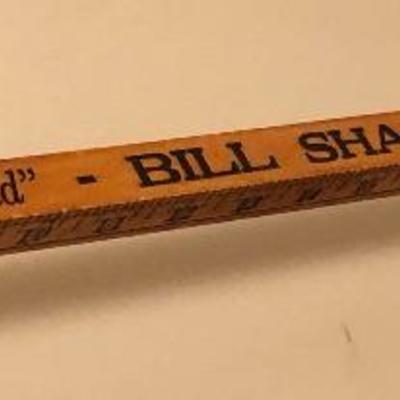 d" - BILL SHA